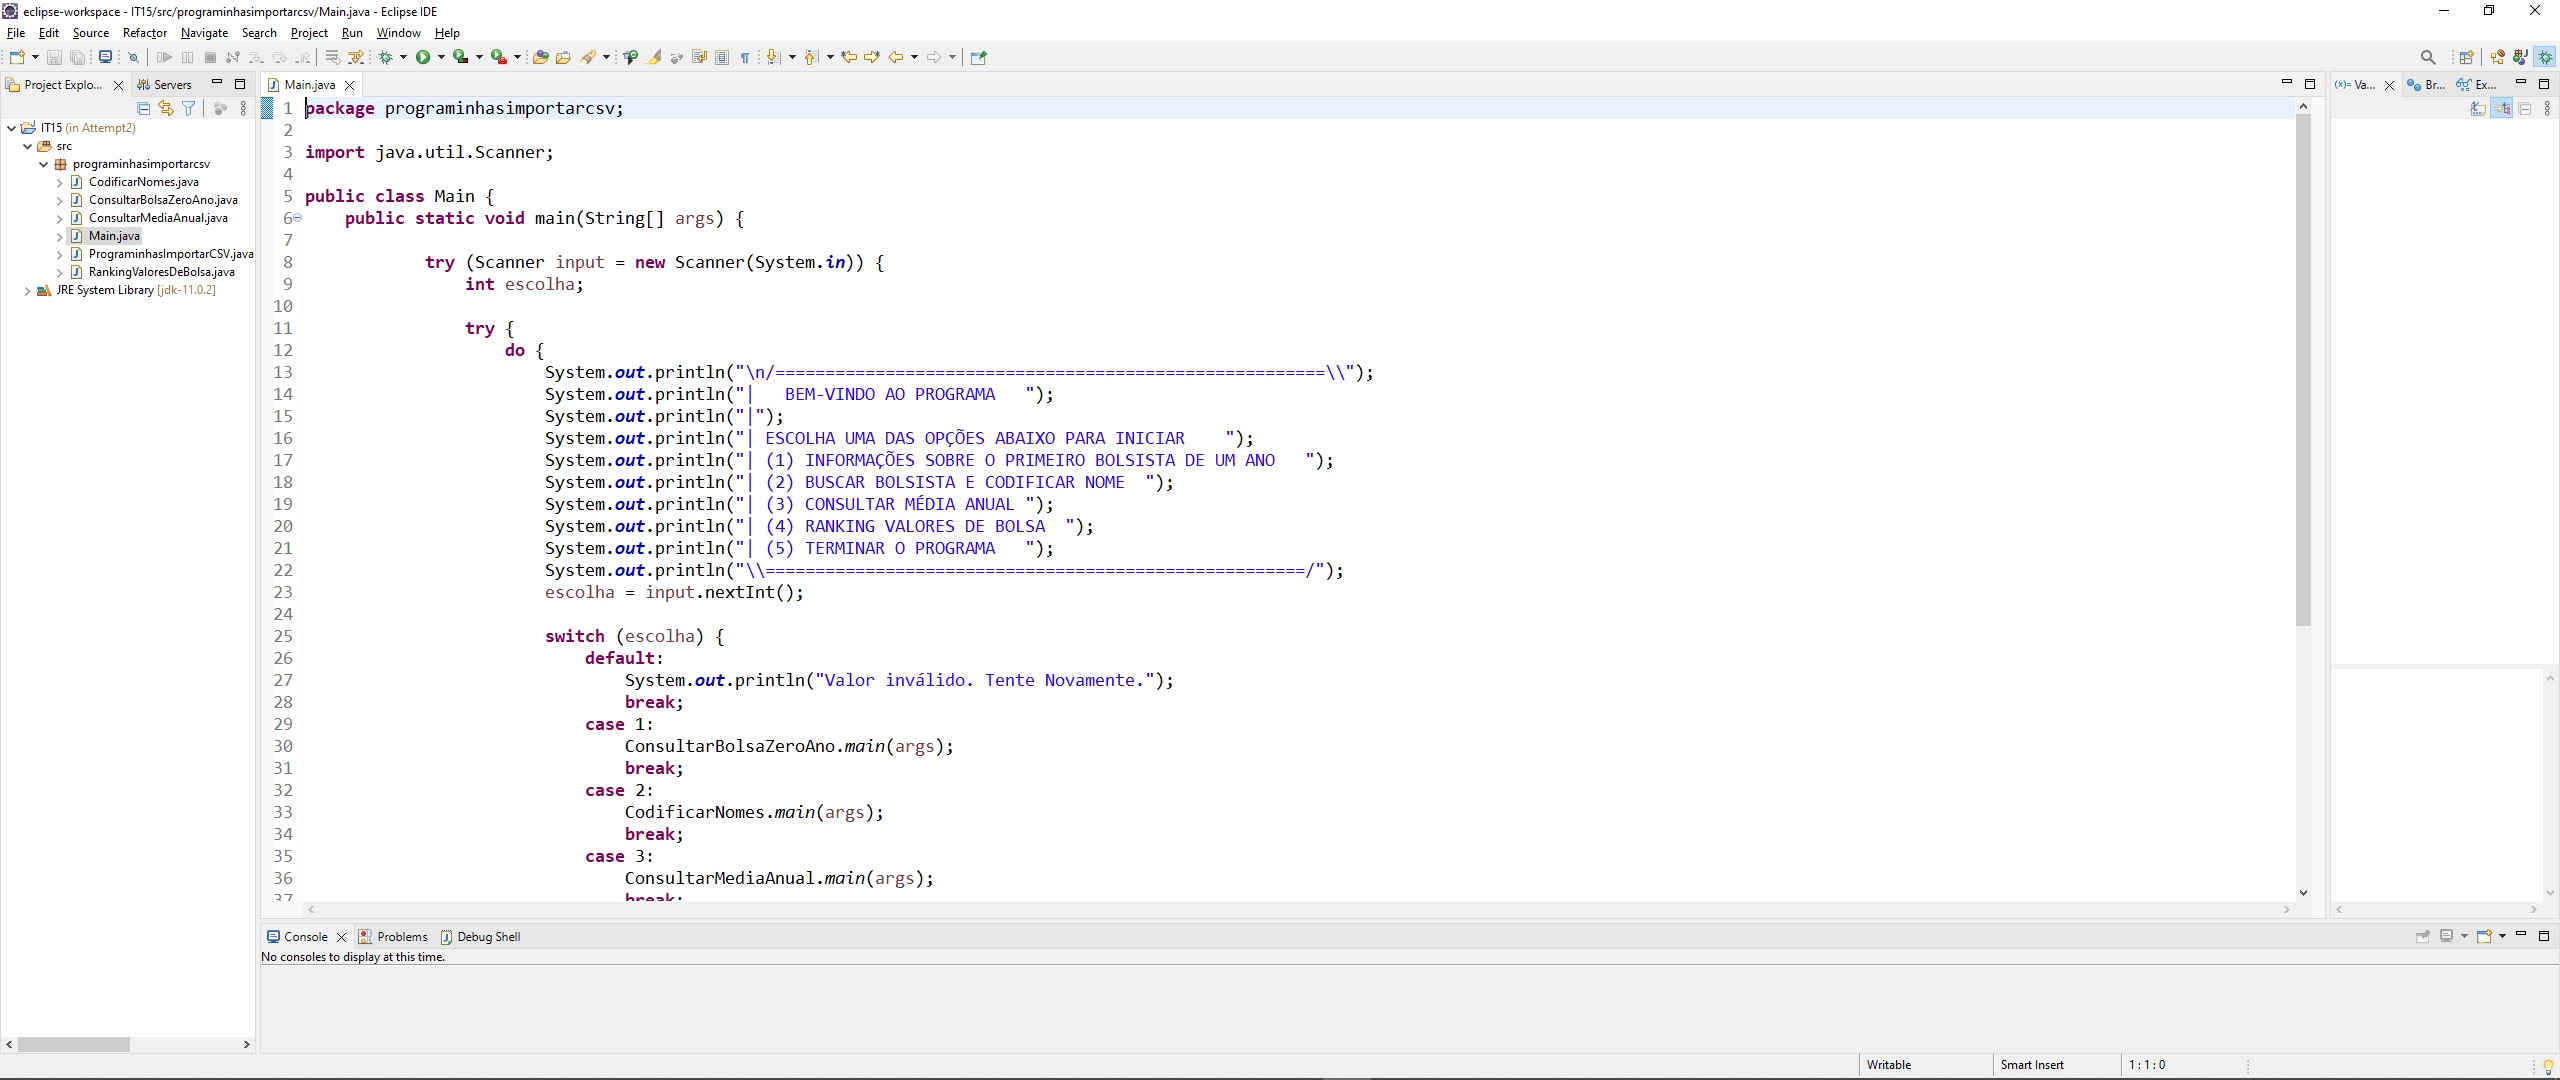 eclipse-workspace - IT15/src/programinhasimportarcsv/Main.java - Eclipse IDE
File Edit Source Refactor Navigate Search Project Run Window Help
Project Explo... Servers
IT15 (in Attempt2)
src
programinhasimportarcsv
CodificarNomes.java
ConsultarBolsaZeroAno.java
ConsultarMediaAnual.java
Main.java
PrograminhasImportarCSV.java
RankingValoresDeBolsa.java
JRE System Library [jdk-11.0.2]
Main.java
1 package programinhasimportarcsv;
2
3 import java.util.Scanner;
4
5 public class Main {
6 public static void main(String[] args) {
7
8 try (Scanner input = new Scanner(System.in)) {
9 int escolha;
10
11 try {
12 do {
13 System.out.println("\n/=======================================================\\");
14 System.out.println("|   BEM-VINDO AO PROGRAMA   ");
15 System.out.println("|");
16 System.out.println("| ESCOLHA UMA DAS OPÇÕES ABAIXO PARA INICIAR    ");
17 System.out.println("| (1) INFORMAÇÕES SOBRE O PRIMEIRO BOLSISTA DE UM ANO   ");
18 System.out.println("| (2) BUSCAR BOLSISTA E CODIFICAR NOME  ");
19 System.out.println("| (3) CONSULTAR MÉDIA ANUAL ");
20 System.out.println("| (4) RANKING VALORES DE BOLSA  ");
21 System.out.println("| (5) TERMINAR O PROGRAMA   ");
22 System.out.println("\\======================================================/");
23 escolha = input.nextInt();
24
25 switch (escolha) {
26 default:
27 System.out.println("Valor inválido. Tente Novamente.");
28 break;
29 case 1:
30 ConsultarBolsaZeroAno.main(args);
31 break;
32 case 2:
33 CodificarNomes.main(args);
34 break;
35 case 3:
36 ConsultarMediaAnual.main(args);
37 break;
(x)= Va... Br... Ex...
Console Problems Debug Shell
No consoles to display at this time.
Writable Smart Insert 1 : 1 : 0